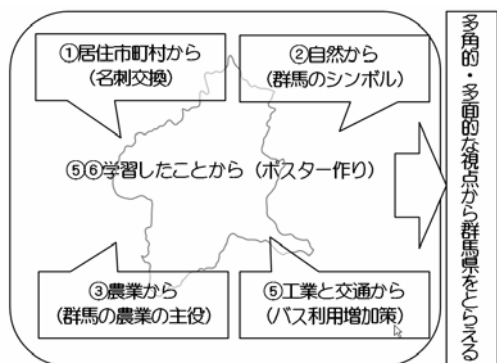 ①居住市町村から
(名刺交換)
②自然から
(群馬のシンボル)
⑤⑥学習したことから (ポスター作り)
③農業から
(群馬の農業の主役)
⑤工業と交通から
(バス利用増加策)
多角的・多面的な視点から群馬県をとらえる